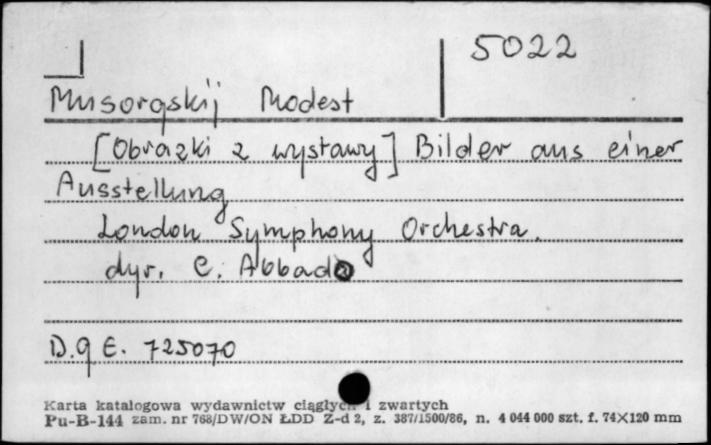 5022
Musorgskij Modest
[Obrazki z wystawy] Bilder aus einer
Ausstellung
London Symphony Orchestra.
dyr. C. Abbado
D.g E. 725070
Karta katalogowa wydawnictw ciągłych i zwartych
Pu-B-144 zam. nr 768/DW/ON ŁDD Z-d 2, z. 387/1500/86, n. 4 044 000 szt. f. 74×120 mm